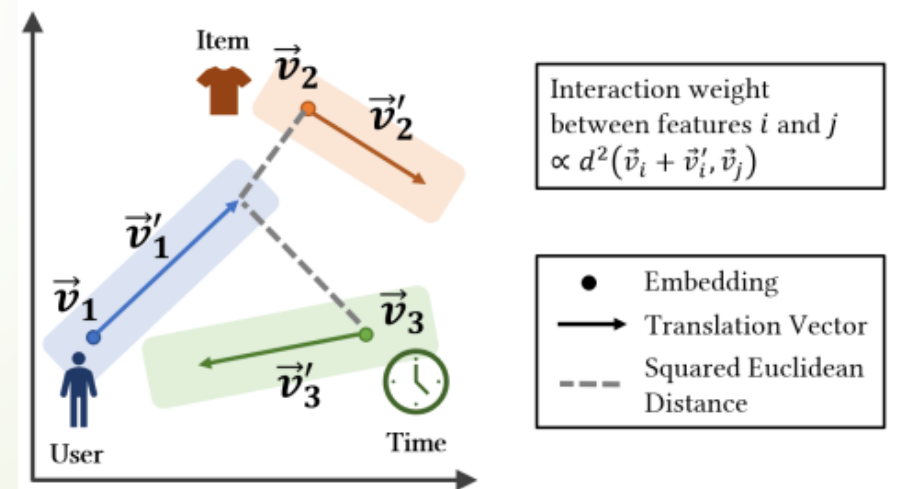 Item
v⃗₂
v⃗′₂
v⃗′₁
v⃗₁
v⃗₃
v⃗′₃
User
Time
Interaction weight
between features i and j
∝ d²(v⃗ᵢ + v⃗′ᵢ, v⃗ⱼ)
Embedding
Translation Vector
Squared Euclidean
Distance